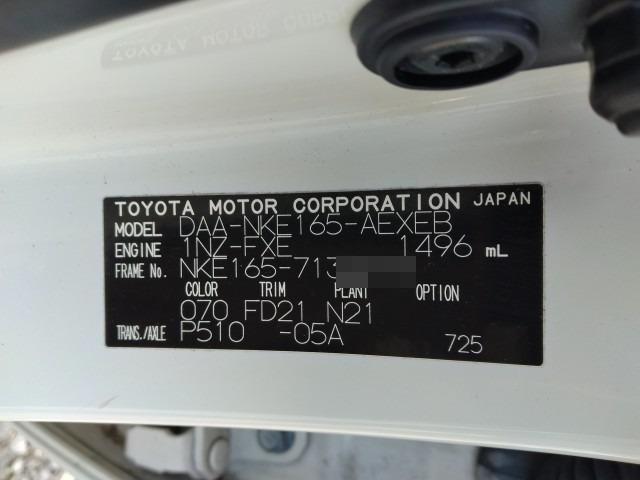 TOYOTA MOTOR CORPORATION JAPAN
MODEL DAA-NKE165-AEXEB
ENGINE 1NZ-FXE 1496 mL
FRAME No. NKE165-713
COLOR TRIM PLANT OPTION
070 FD21 N21
TRANS./AXLE P510 -05A 725